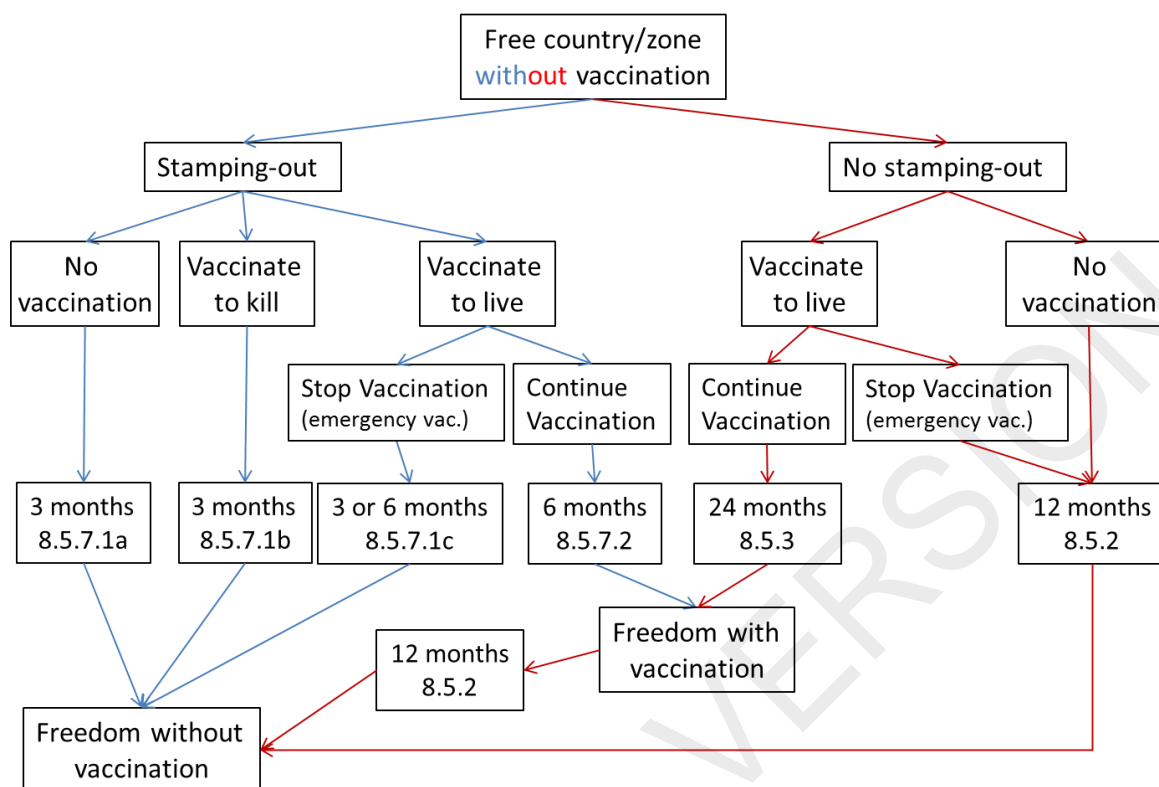 Free country/zone
without vaccination
Stamping-out
No stamping-out
No
vaccination
Vaccinate
to kill
Vaccinate
to live
Vaccinate
to live
No
vaccination
Stop Vaccination
(emergency vac.)
Continue
Vaccination
Continue
Vaccination
Stop Vaccination
(emergency vac.)
3 months
8.5.7.1a
3 months
8.5.7.1b
3 or 6 months
8.5.7.1c
6 months
8.5.7.2
24 months
8.5.3
12 months
8.5.2
Freedom with
vaccination
12 months
8.5.2
Freedom without
vaccination
VERSION